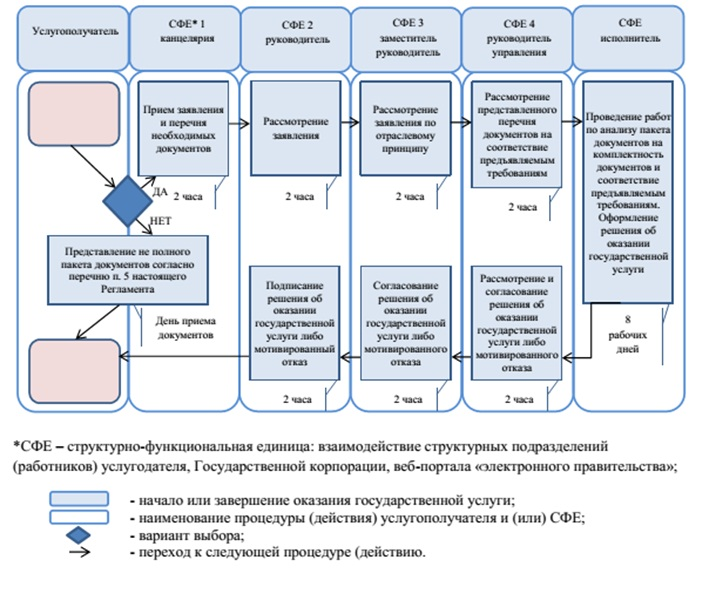 Услугополучатель
СФЕ* 1
канцелярия
СФЕ 2
руководитель
СФЕ 3
заместитель
руководитель
СФЕ 4
руководитель
управления
СФЕ
исполнитель
Прием заявления
и перечня
необходимых
документов
2 часа
Рассмотрение
заявления
2 часа
Рассмотрение
заявления по
отраслевому
принципу
2 часа
Рассмотрение
представленного
перечня
документов на
соответствие
предъявляемым
требованиям
2 часа
Проведение работ
по анализу пакета
документов на
комплектность
документов и
соответствие
предъявляемым
требованиям.
Оформление
решения об
оказании
государственной
услуги
8
рабочих
дней
ДА
НЕТ
Представление не полного
пакета документов согласно
перечню п. 5 настоящего
Регламента
День приема
документов
Подписание
решения об
оказании
государственной
услуги либо
мотивированный
отказ
2 часа
Согласование
решения об
оказании
государственной
услуги либо
мотивированного
отказа
2 часа
Рассмотрение и
согласование
решения об
оказании
государственной
услуги либо
мотивированного
отказа
2 часа
*СФЕ – структурно-функциональная единица: взаимодействие структурных подразделений
(работников) услугодателя, Государственной корпорации, веб-портала «электронного правительства»;
- начало или завершение оказания государственной услуги;
- наименование процедуры (действия) услугополучателя и (или) СФЕ;
- вариант выбора;
- переход к следующей процедуре (действию.